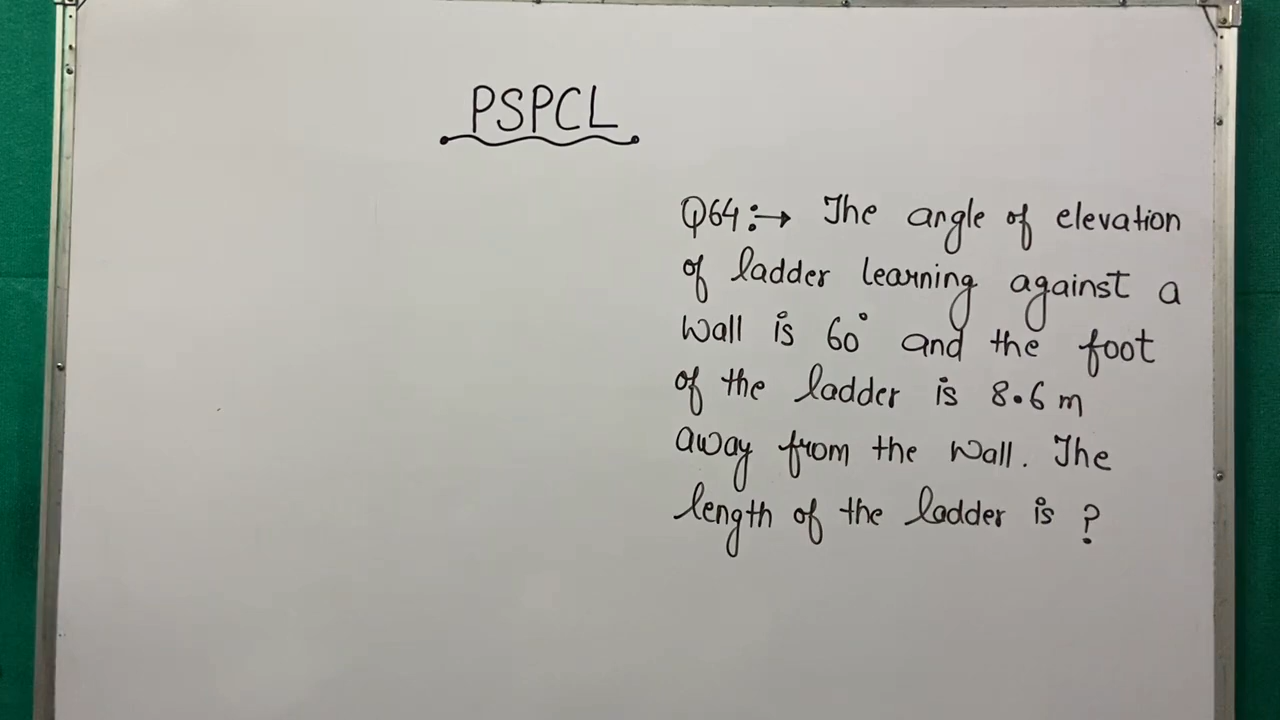 PSPCL
Q64:→ The angle of elevation
of ladder learning against a
wall is 60° and the foot
of the ladder is 8.6 m
away from the wall. The
length of the ladder is ?